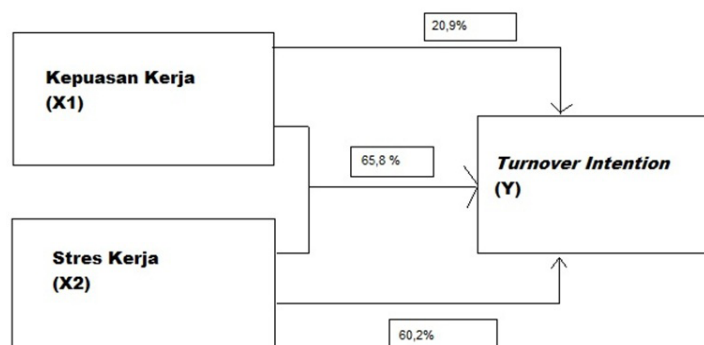 20,9%
Kepuasan Kerja
(X1)
65,8 %
Turnover Intention
(Y)
Stres Kerja
(X2)
60,2%